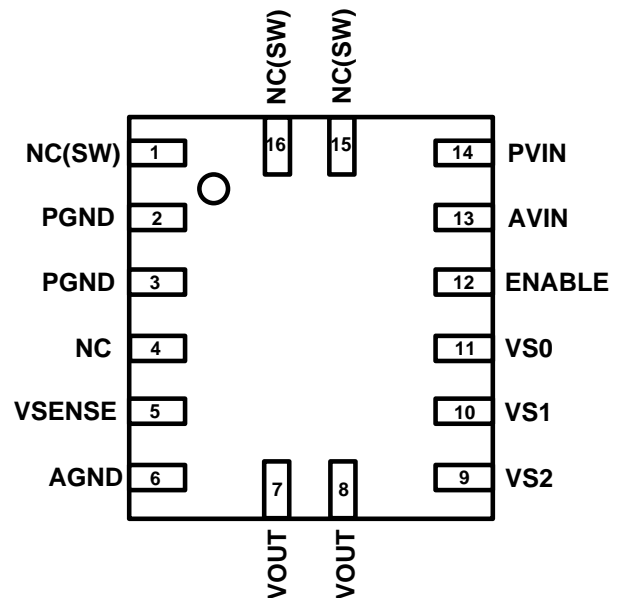 NC(SW)
NC(SW)
16
15
NC(SW)
1
14
PVIN
PGND
2
13
AVIN
PGND
3
12
ENABLE
NC
4
11
VS0
VSENSE
5
10
VS1
AGND
6
9
VS2
7
8
VOUT
VOUT